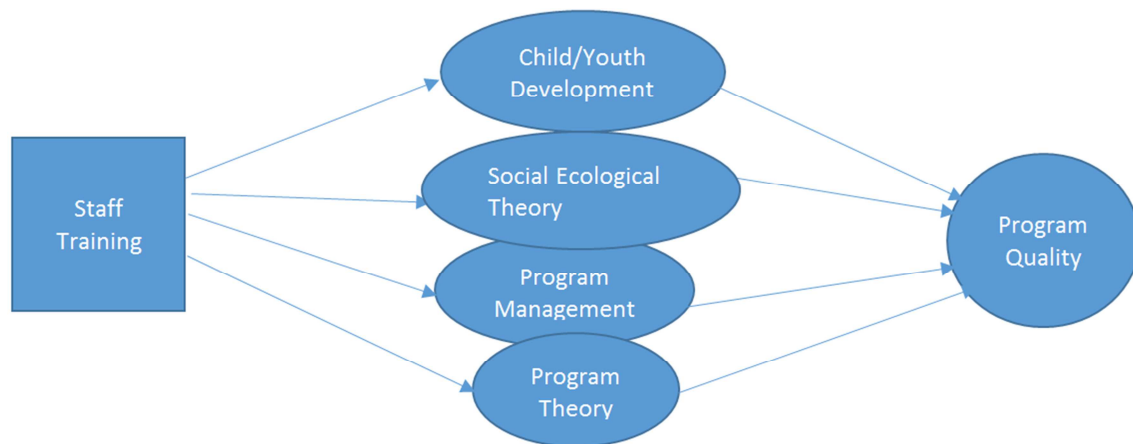 Child/Youth
Development
Social Ecological
Theory
Staff
Training
Program
Quality
Program
Management
Program
Theory